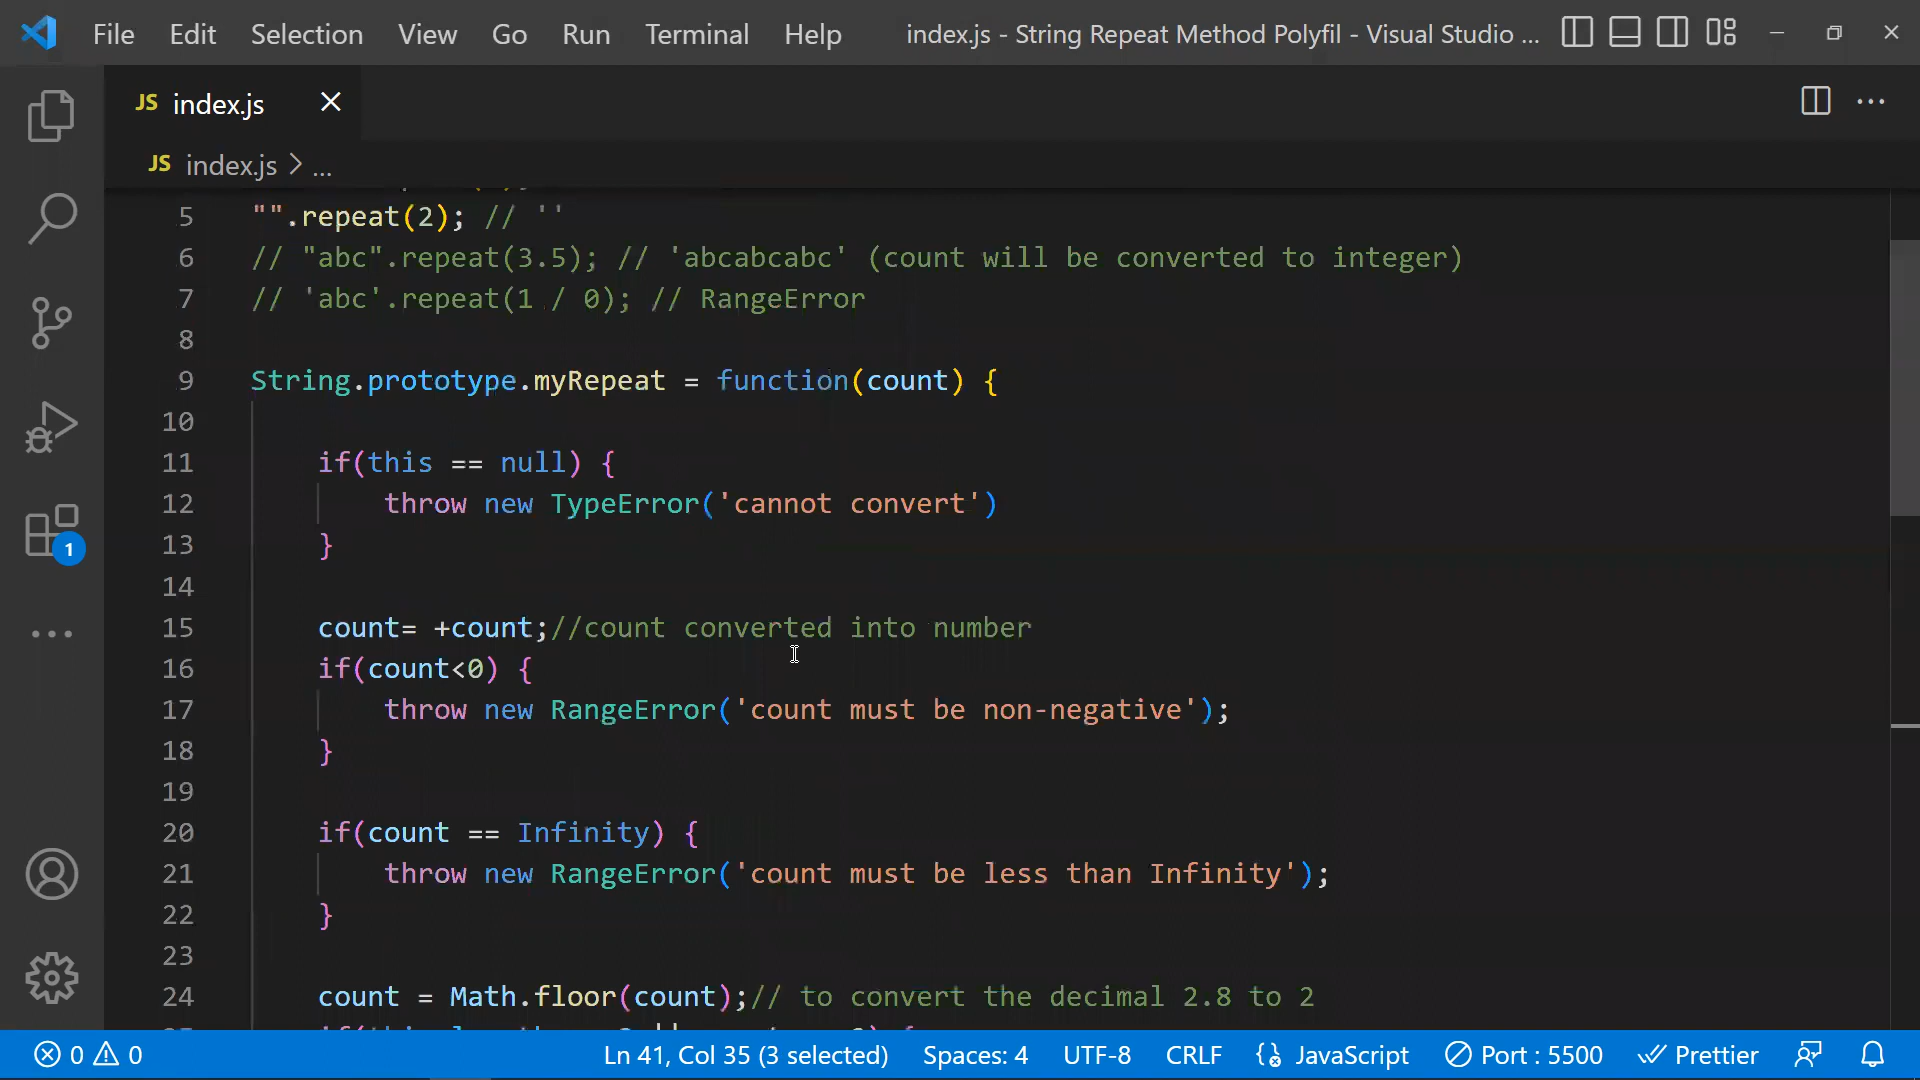 File Edit Selection View Go Run Terminal Help index.js - String Repeat Method Polyfil - Visual Studio ...
JS index.js
JS index.js > ...
5 "".repeat(2); // ''
6 // "abc".repeat(3.5); // 'abcabcabc' (count will be converted to integer)
7 // 'abc'.repeat(1 / 0); // RangeError
8
9 String.prototype.myRepeat = function(count) {
10
11 if(this == null) {
12 throw new TypeError('cannot convert')
13 }
14
15 count= +count;//count converted into number
16 if(count<0) {
17 throw new RangeError('count must be non-negative');
18 }
19
20 if(count == Infinity) {
21 throw new RangeError('count must be less than Infinity');
22 }
23
24 count = Math.floor(count);// to convert the decimal 2.8 to 2
1
0 0 Ln 41, Col 35 (3 selected) Spaces: 4 UTF-8 CRLF JavaScript Port : 5500 Prettier